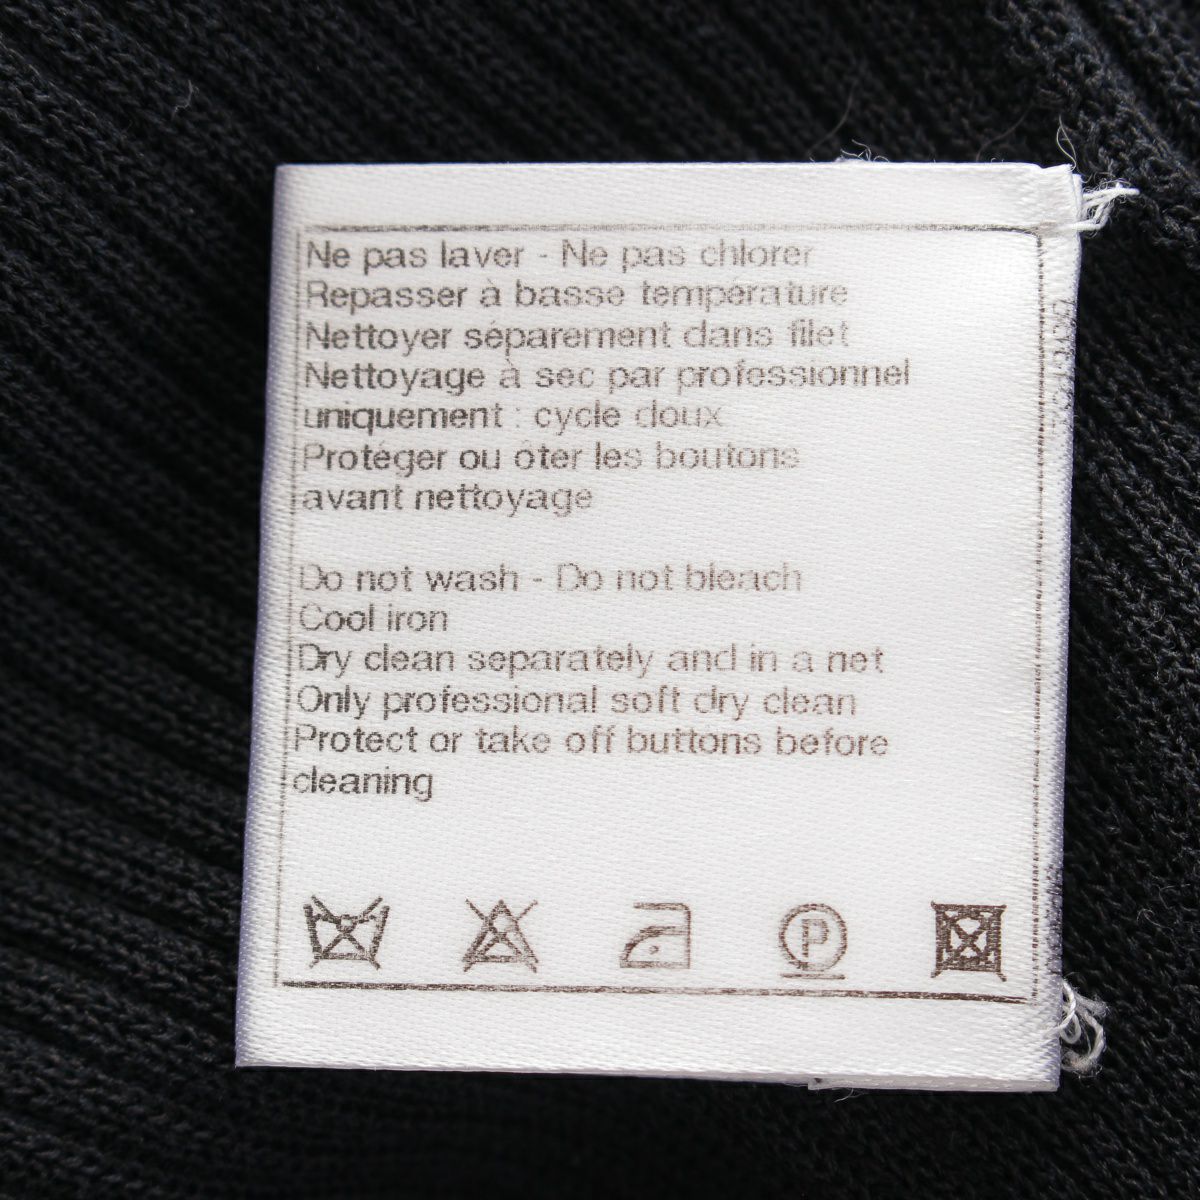 Ne pas laver - Ne pas chlorer
Repasser à basse température
Nettoyer séparement dans filet
Nettoyage à sec par professionnel
uniquement : cycle doux
Protéger ou ôter les boutons
avant nettoyage
Do not wash - Do not bleach
Cool iron
Dry clean separately and in a net
Only professional soft dry clean
Protect or take off buttons before
cleaning
P